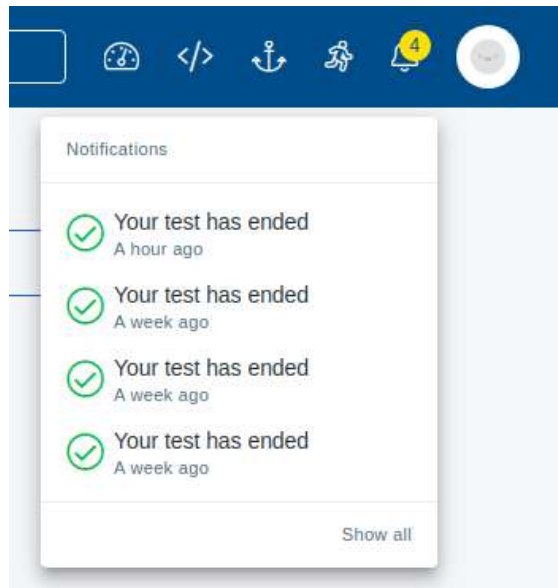 4
Notifications
Your test has ended
A hour ago
Your test has ended
A week ago
Your test has ended
A week ago
Your test has ended
A week ago
Show all